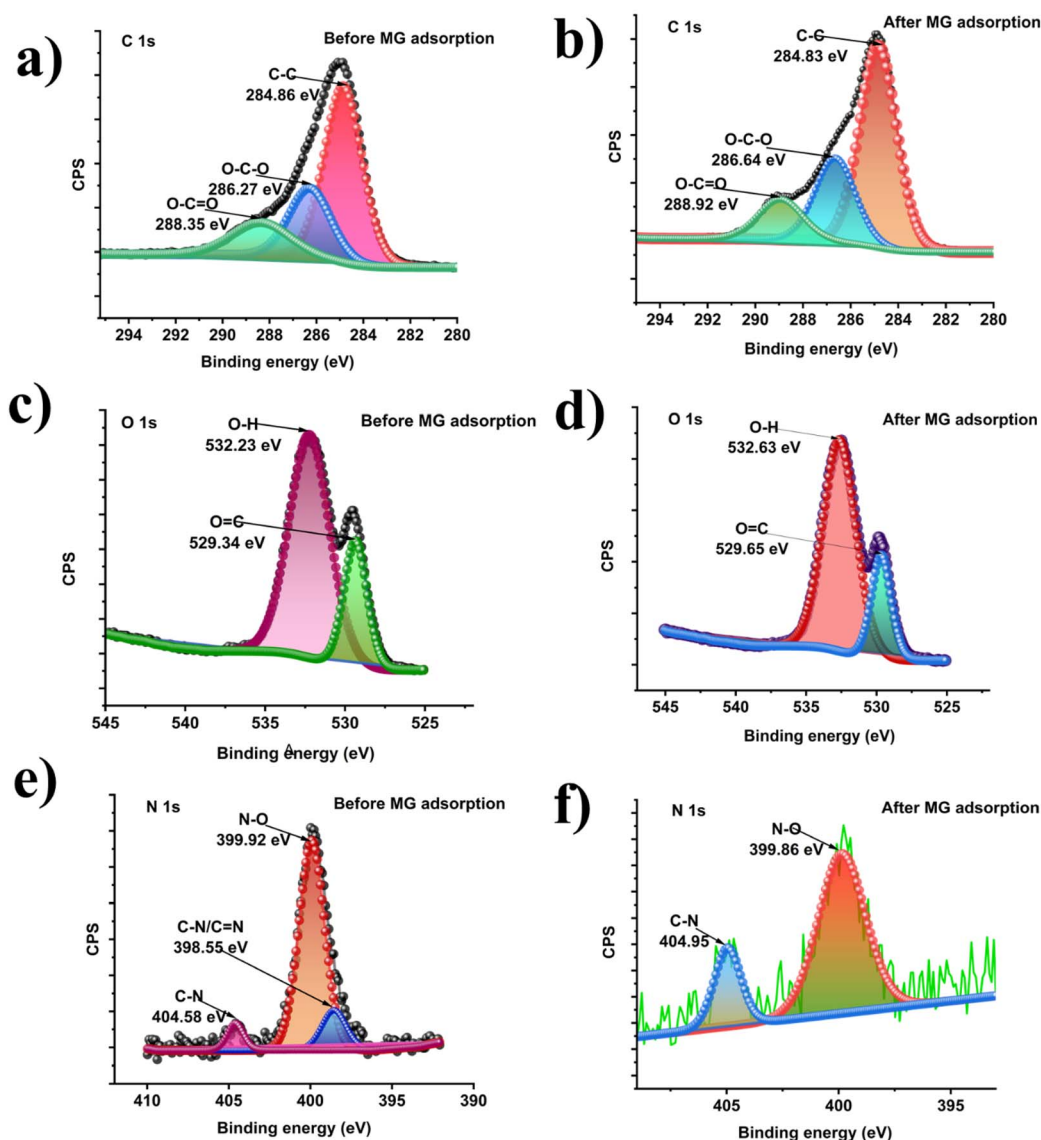 a)
C 1s
Before MG adsorption
C-C
284.86 eV
O-C-O
286.27 eV
O-C=O
288.35 eV
CPS
294 292 290 288 286 284 282 280
Binding energy (eV)
b)
C 1s
After MG adsorption
C-C
284.83 eV
O-C-O
286.64 eV
O-C=O
288.92 eV
CPS
294 292 290 288 286 284 282 280
Binding energy (eV)
c)
O 1s
Before MG adsorption
O-H
532.23 eV
O=C
529.34 eV
CPS
545 540 535 530 525
Binding energy (eV)
d)
O 1s
After MG adsorption
O-H
532.63 eV
O=C
529.65 eV
CPS
545 540 535 530 525
Binding energy (eV)
e)
N 1s
Before MG adsorption
N-O
399.92 eV
C-N/C=N
398.55 eV
C-N
404.58 eV
CPS
410 405 400 395 390
Binding energy (eV)
f)
N 1s
After MG adsorption
N-O
399.86 eV
C-N
404.95
CPS
405 400 395
Binding energy (eV)